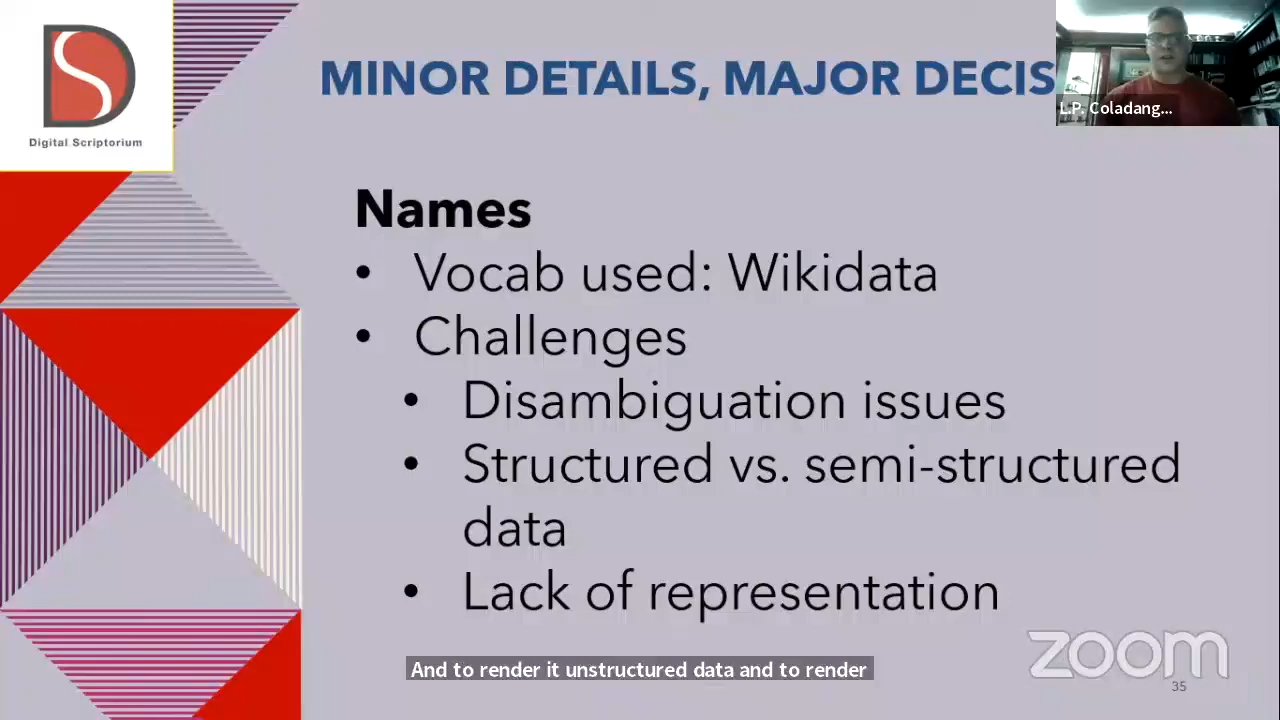 Digital Scriptorium
MINOR DETAILS, MAJOR DECIS
L.P. Coladang...
Names
• Vocab used: Wikidata
• Challenges
• Disambiguation issues
• Structured vs. semi-structured
data
• Lack of representation
zoom
And to render it unstructured data and to render
35